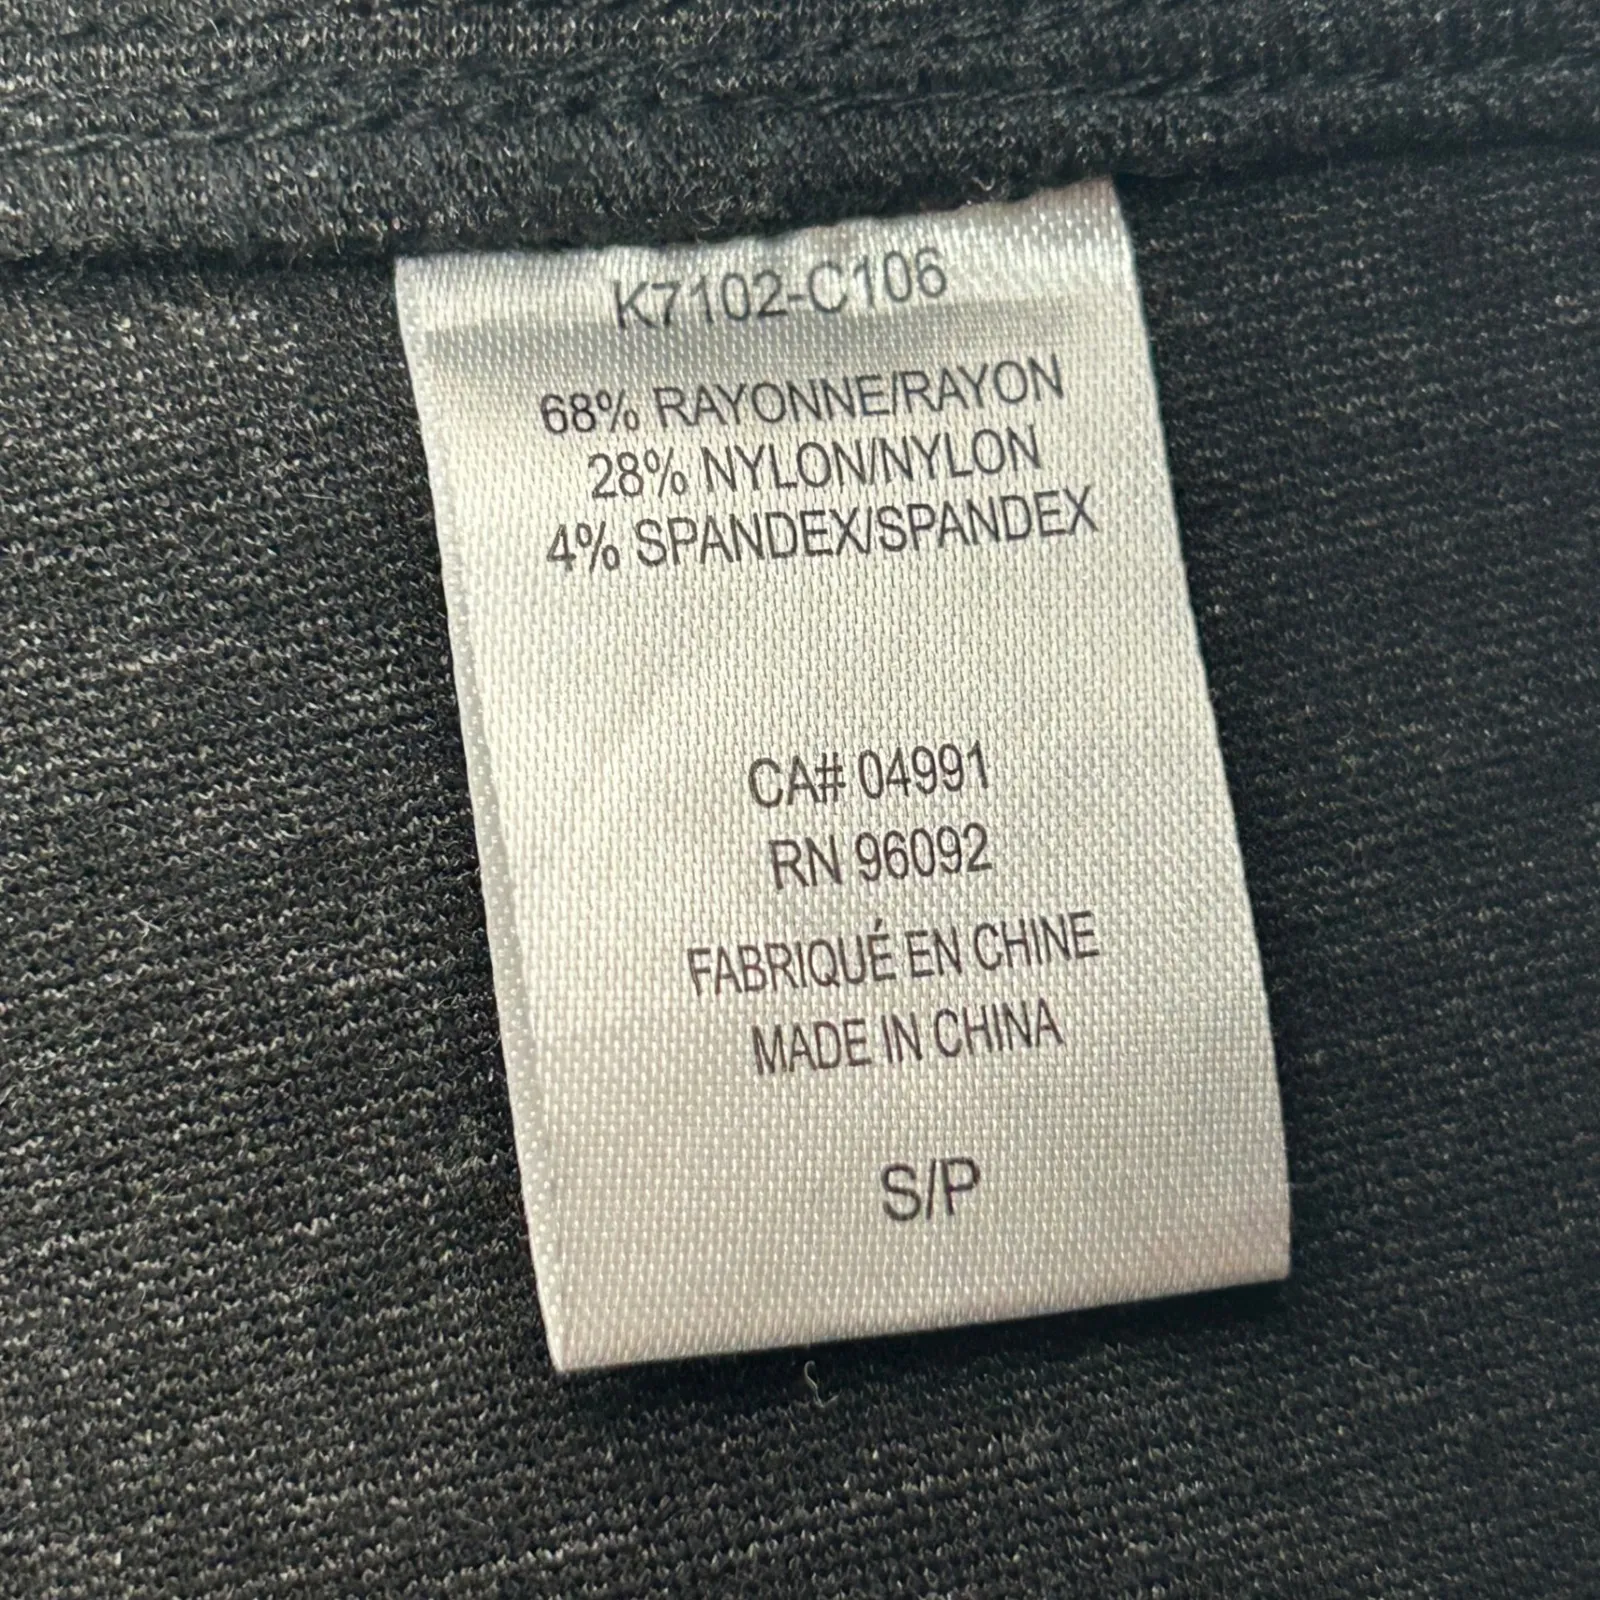 K7102-C106
68% RAYONNE/RAYON
28% NYLON/NYLON
4% SPANDEX/SPANDEX
CA# 04991
RN 96092
FABRIQUÉ EN CHINE
MADE IN CHINA
S/P